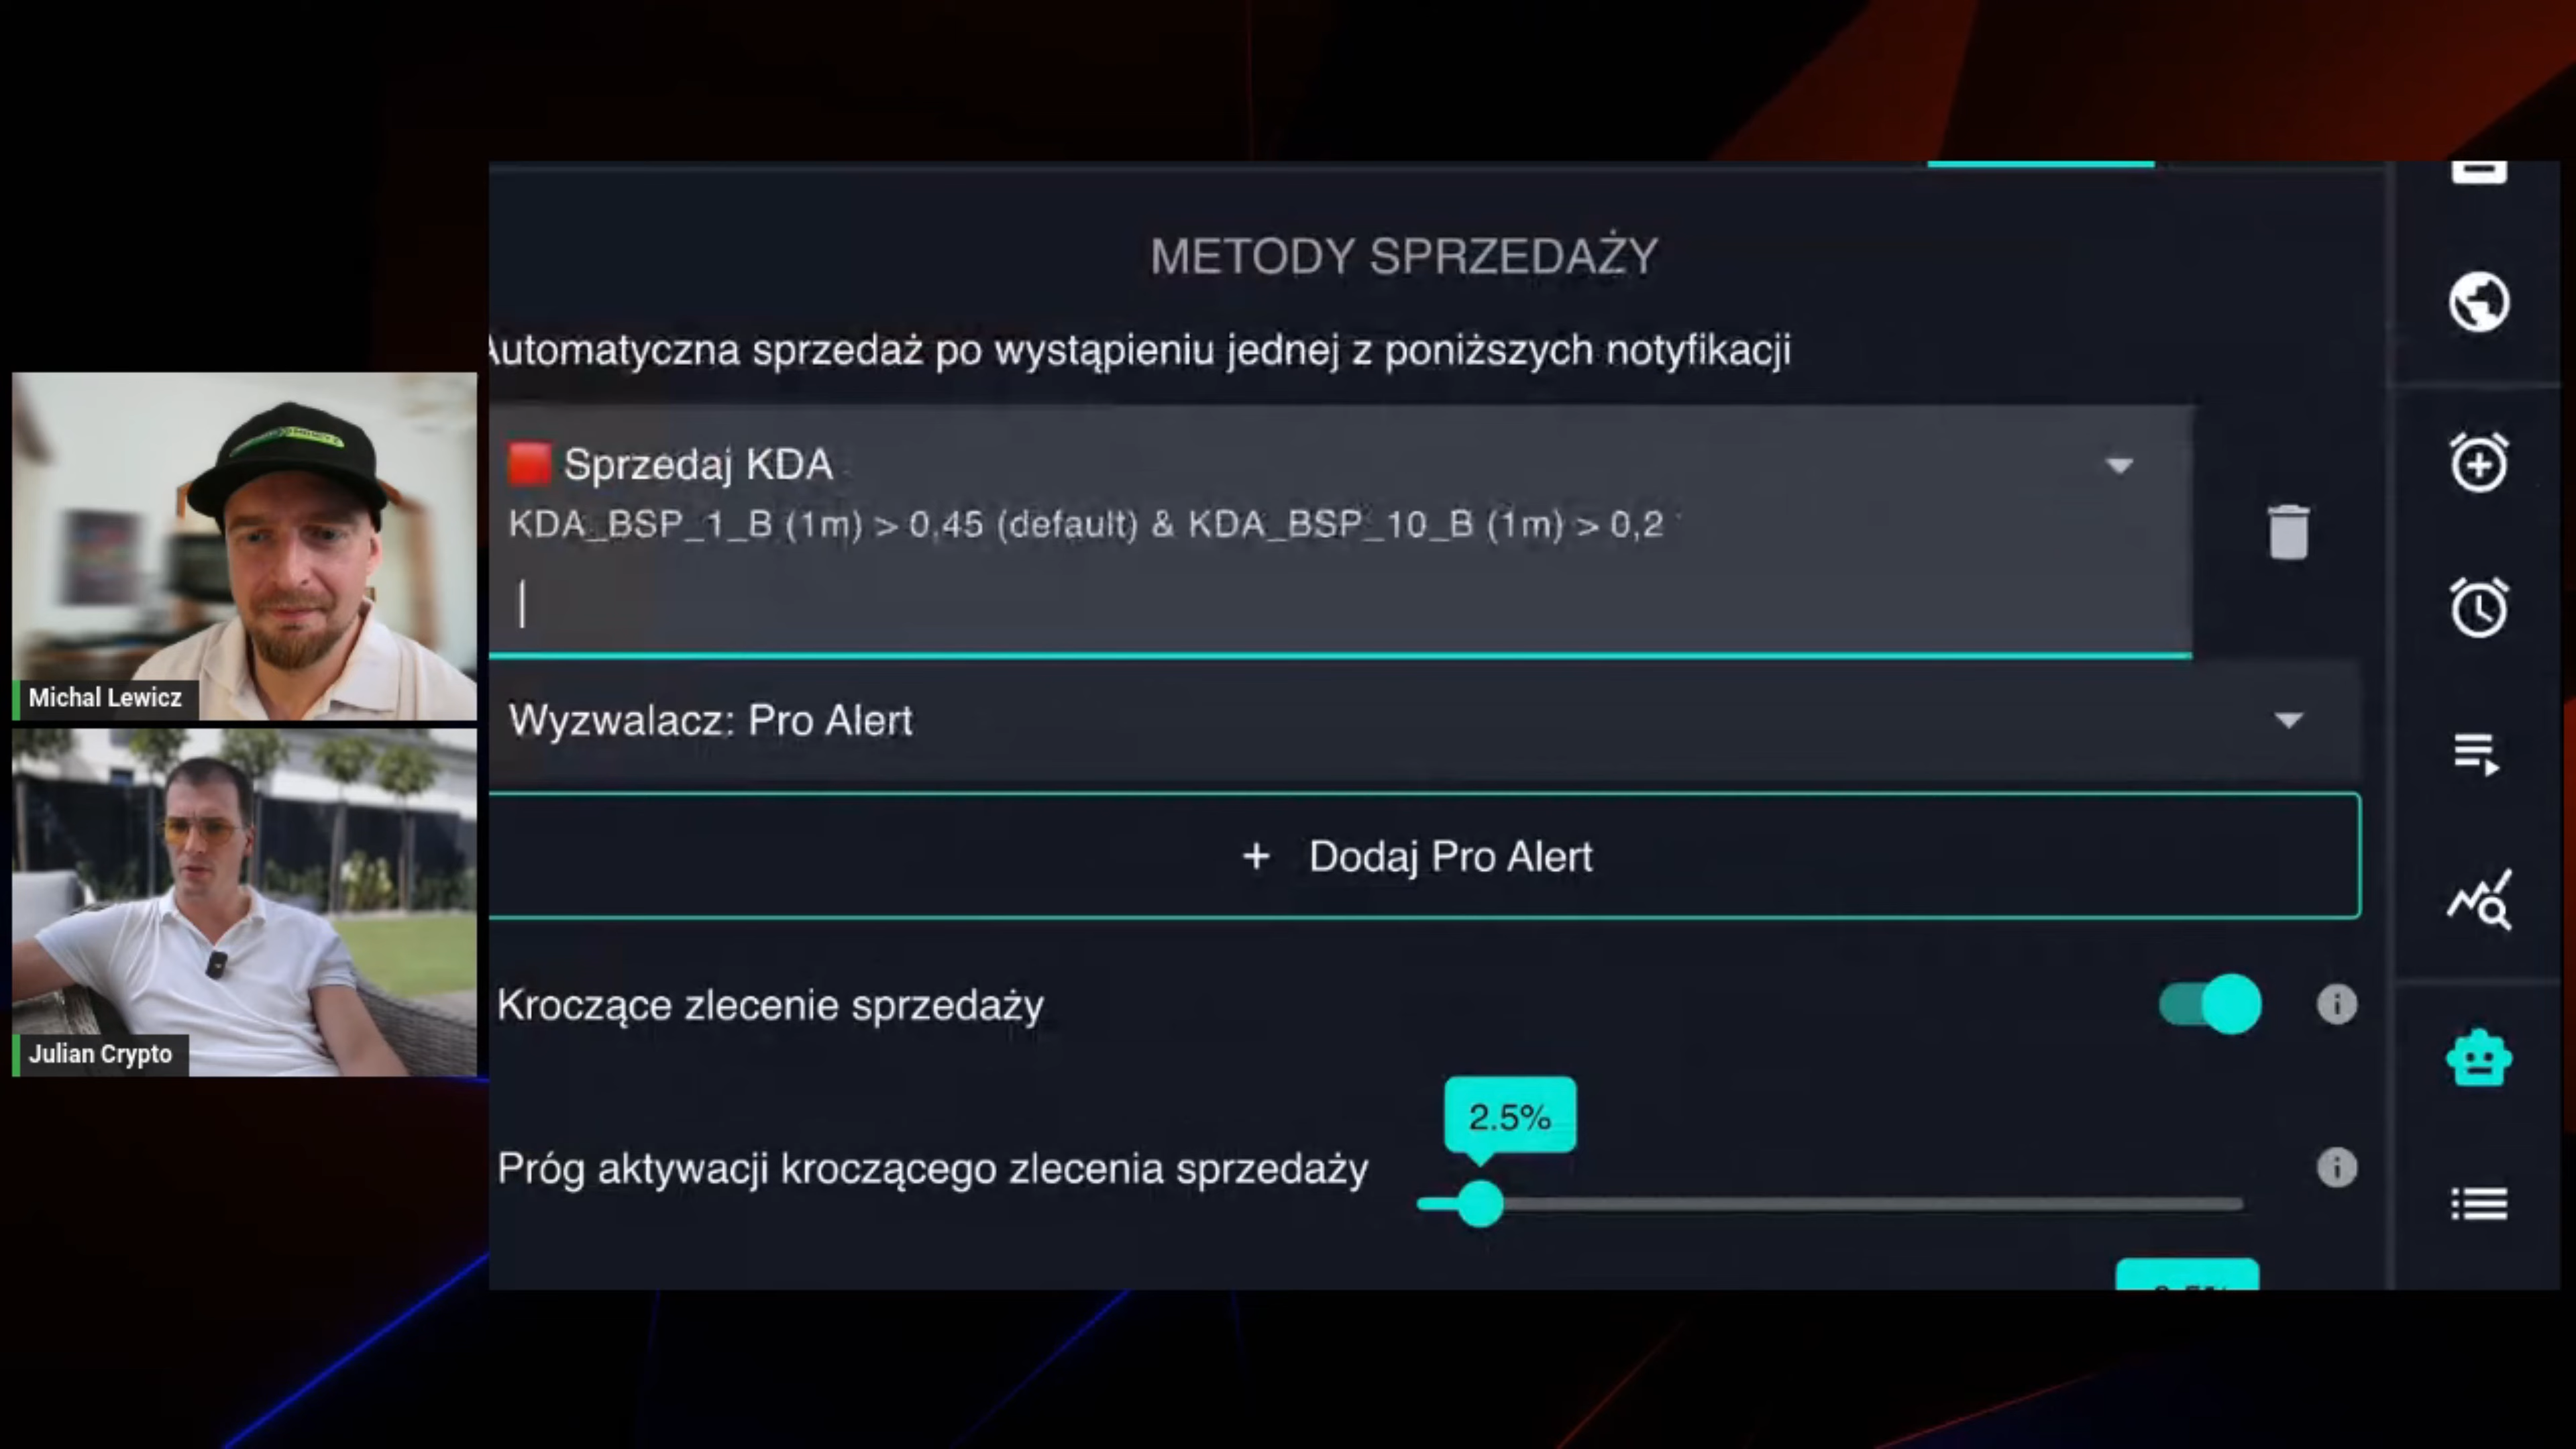 METODY SPRZEDAŻY
Automatyczna sprzedaż po wystąpieniu jednej z poniższych notyfikacji
Sprzedaj KDA
KDA_BSP_1_B (1m) > 0,45 (default) & KDA_BSP_10_B (1m) > 0,2
Wyzwalacz: Pro Alert
+ Dodaj Pro Alert
Kroczące zlecenie sprzedaży
2.5%
Próg aktywacji kroczącego zlecenia sprzedaży
Michal Lewicz
Julian Crypto